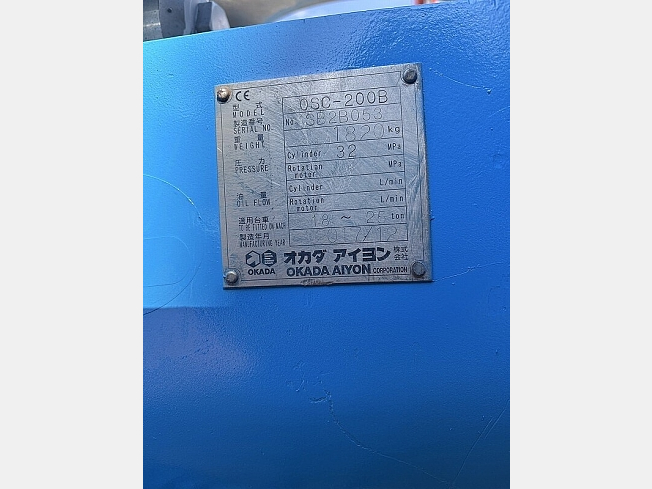 CE
型式 MODEL OSC-200B
製造番号 SERIAL NO No. SB2B053
重量 WEIGHT 1820 kg
圧力 PRESSURE Cylinder 32 MPa
Rotation motor MPa
油量 OIL FLOW Cylinder L/min
Rotation motor L/min
適用台車 TO BE FITTED ON MACH 18 ~ ton
製造年月 MANUFACTURING YEAR
OKADA オカダ アイヨン 株式会社
OKADA AIYON CORPORATION